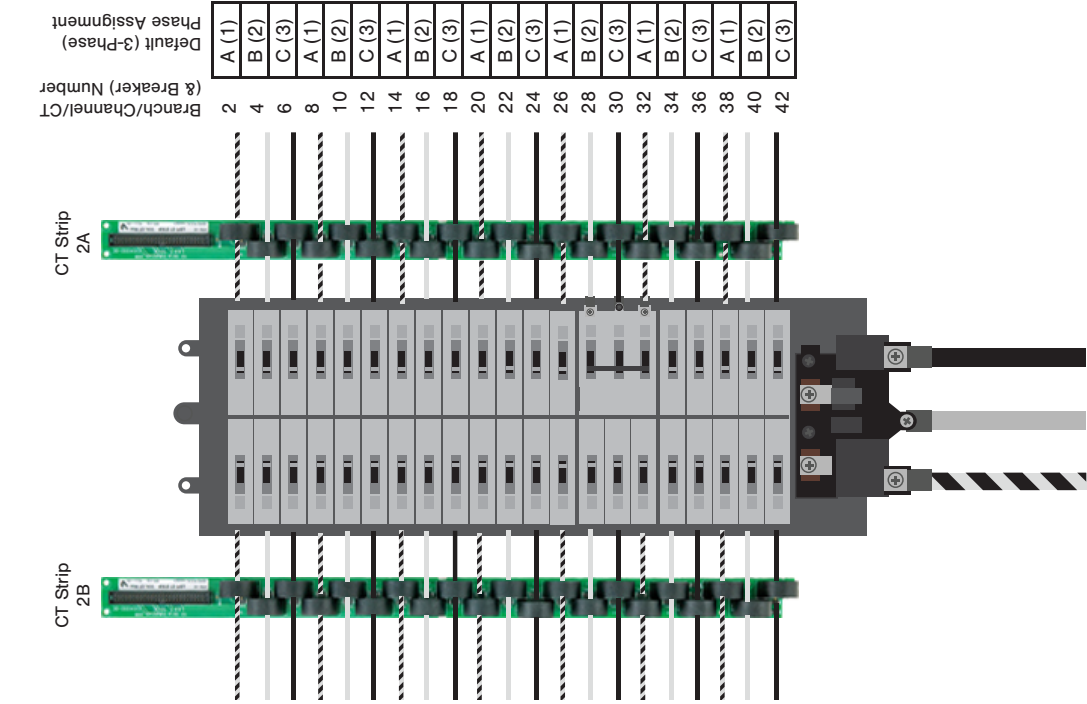 Default (3-Phase)
Phase Assignment
A (1) B (2) C (3) A (1) B (2) C (3) A (1) B (2) C (3) A (1) B (2) C (3) A (1) B (2) C (3) A (1) B (2) C (3) A (1) B (2) C (3)
Branch/Channel/CT
(& Breaker) Number
2 4 6 8 10 12 14 16 18 20 22 24 26 28 30 32 34 36 38 40 42
CT Strip
2A
CT Strip
2B